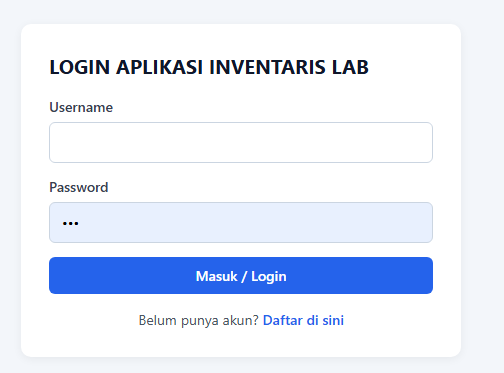 LOGIN APLIKASI INVENTARIS LAB
Username
Password
•••
Masuk / Login
Belum punya akun? Daftar di sini